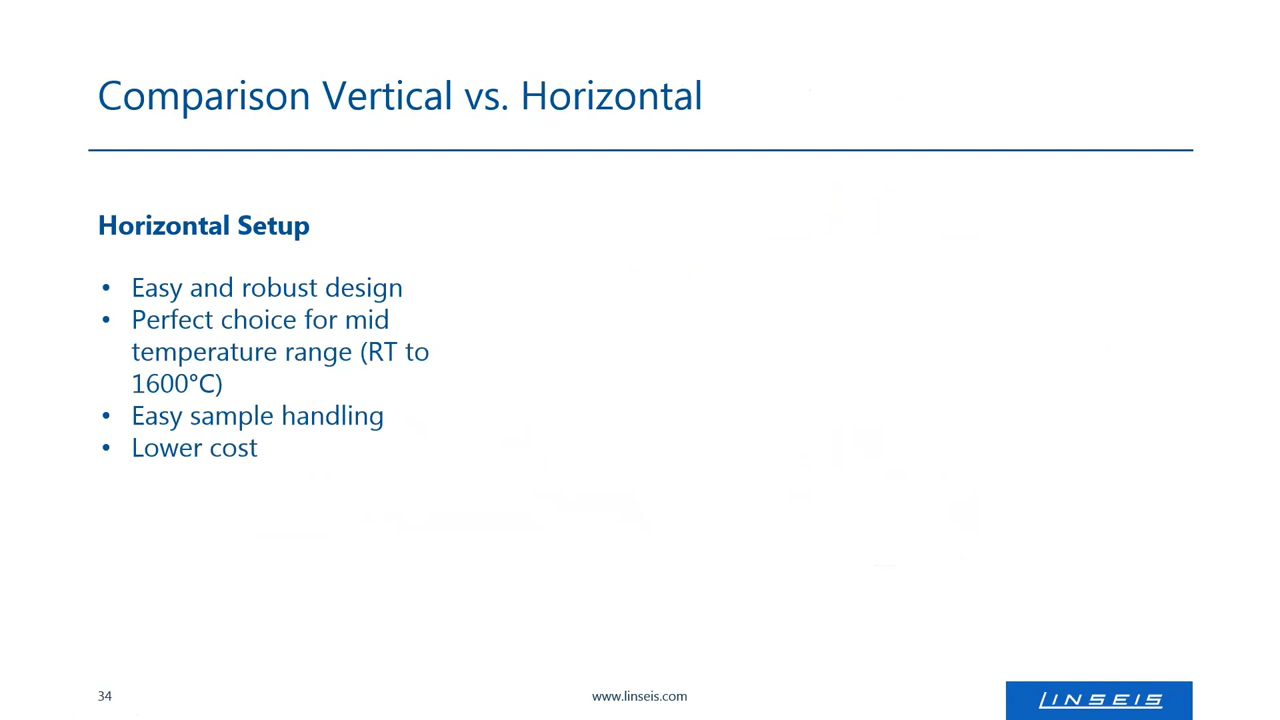 Comparison Vertical vs. Horizontal
Horizontal Setup
• Easy and robust design
• Perfect choice for mid
temperature range (RT to
1600°C)
• Easy sample handling
• Lower cost
34
www.linseis.com
LINSEIS